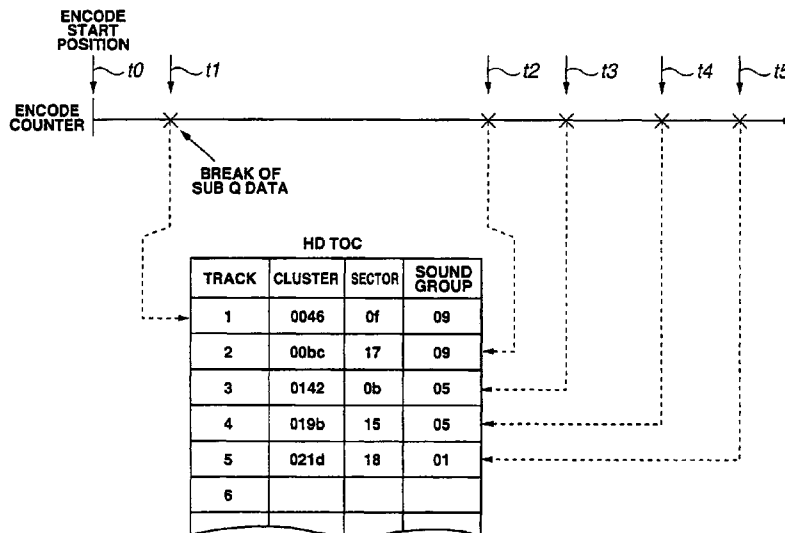 ENCODE
START
POSITION
t0 t1 t2 t3 t4 t5
ENCODE
COUNTER
BREAK OF
SUB Q DATA
HD TOC
TRACK CLUSTER SECTOR SOUND GROUP
1 0046 0f 09
2 00bc 17 09
3 0142 0b 05
4 019b 15 05
5 021d 18 01
6